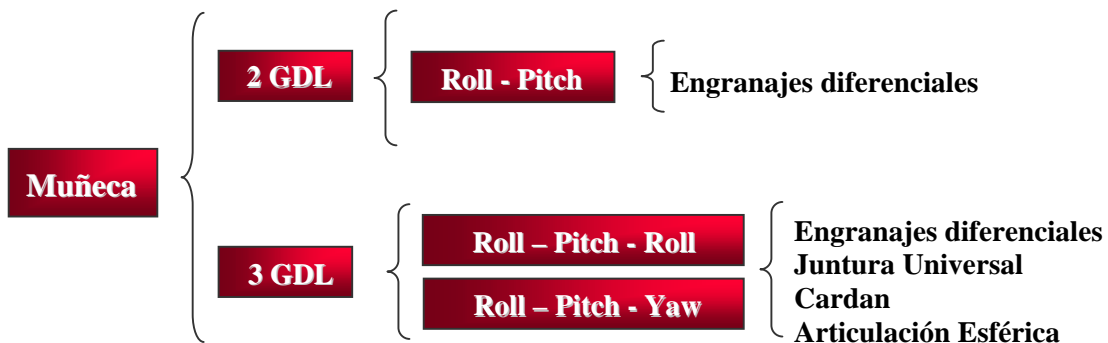 Muñeca
2 GDL
Roll - Pitch
Engranajes diferenciales
3 GDL
Roll – Pitch - Roll
Roll – Pitch - Yaw
Engranajes diferenciales
Juntura Universal
Cardan
Articulación Esférica